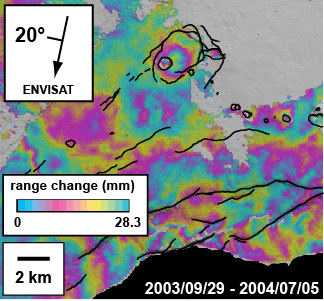 20°
ENVISAT
range change (mm)
0 28.3
2 km
2003/09/29 - 2004/07/05